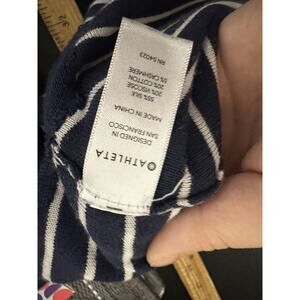 ATHLETA
DESIGNED IN
SAN FRANCISCO
MADE IN CHINA
55% SILK
20% VISCOSE
20% COTTON
5% CASHMERE
RN 54023